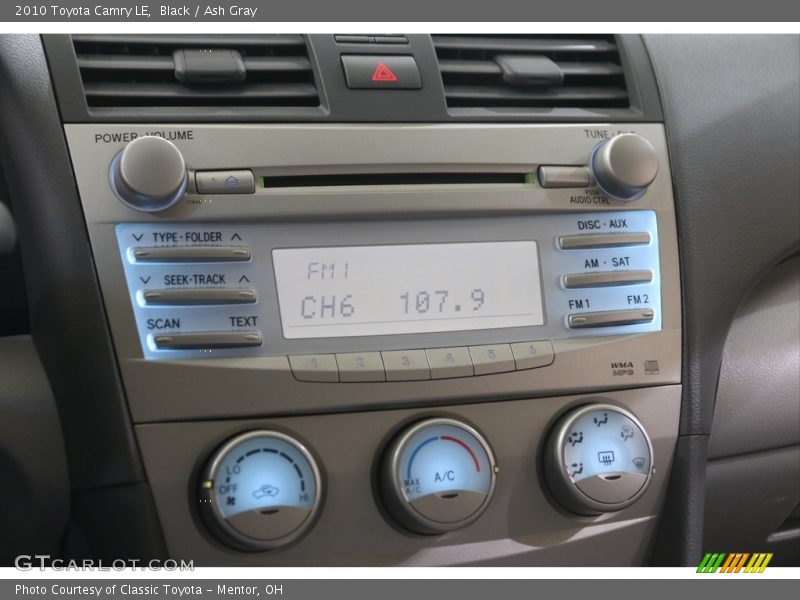 2010 Toyota Camry LE, Black / Ash Gray
POWER · VOLUME
TUNE · FILE
PUSH
AUDIO CTRL
TYPE · FOLDER
SEEK · TRACK
SCAN TEXT
FM1
CH6 107.9
DISC · AUX
AM · SAT
FM1 FM2
1 2 3 4 5 6
WMA
MP3
LO
OFF
HI
MAX
A/C
A/C
GTCARLOT.COM
Photo Courtesy of Classic Toyota - Mentor, OH